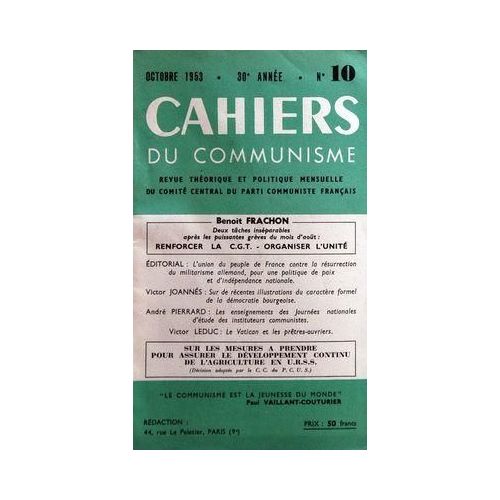 OCTOBRE 1953 • 30e ANNÉE • N° 10
CAHIERS
DU COMMUNISME
REVUE THÉORIQUE ET POLITIQUE MENSUELLE
DU COMITÉ CENTRAL DU PARTI COMMUNISTE FRANÇAIS
Benoit FRACHON
Deux tâches inséparables
après les puissantes grèves du mois d'août :
RENFORCER LA C.G.T. - ORGANISER L'UNITÉ
ÉDITORIAL : L'union du peuple de France contre la résurrection
du militarisme allemand, pour une politique de paix
et d'indépendance nationale.
Victor JOANNÈS : Sur de récentes illustrations du caractère formel
de la démocratie bourgeoise.
André PIERRARD : Les enseignements des Journées nationales
d'étude des instituteurs communistes.
Victor LEDUC : Le Vatican et les prêtres-ouvriers.
SUR LES MESURES A PRENDRE
POUR ASSURER LE DÉVELOPPEMENT CONTINU
DE L'AGRICULTURE EN U.R.S.S.
(Décision adoptée par le C. C. du P. C. U. S.)
"LE COMMUNISME EST LA JEUNESSE DU MONDE"
Paul VAILLANT-COUTURIER
RÉDACTION :
44, rue Le Peletier, PARIS (9e)
PRIX : 50 francs